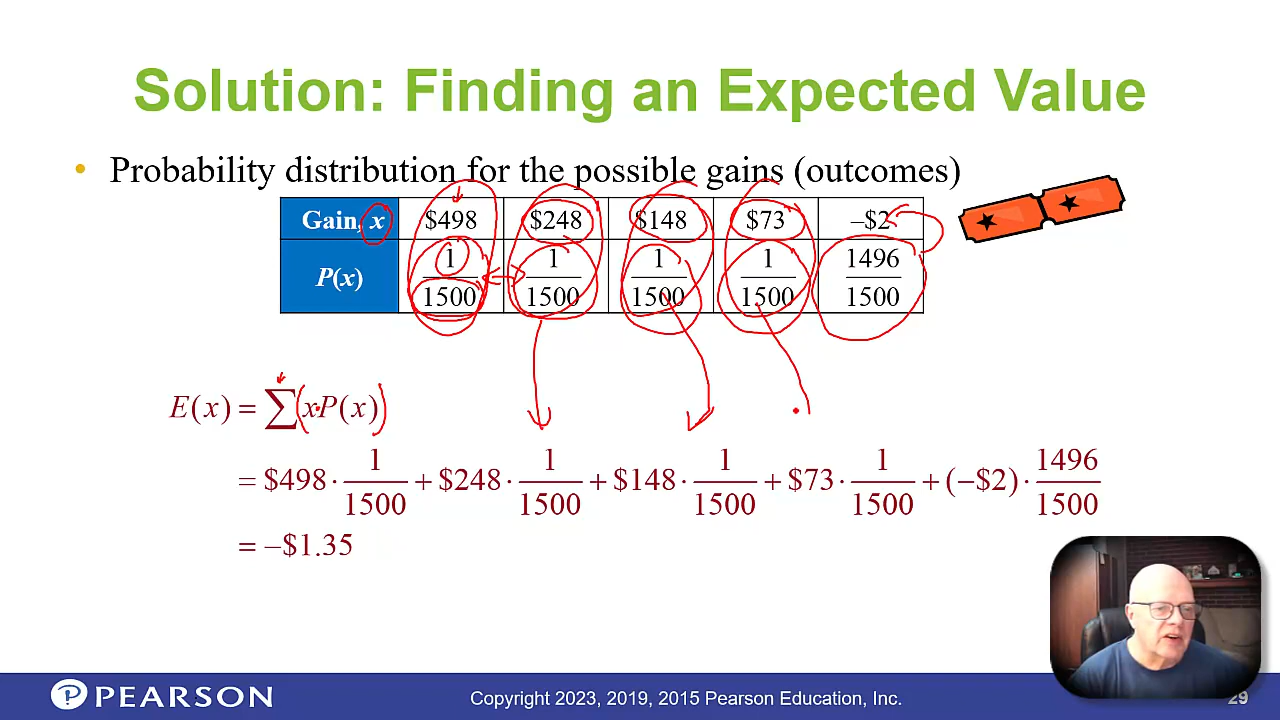 Solution: Finding an Expected Value
• Probability distribution for the possible gains (outcomes)
Gain, x $498 $248 $148 $73 –$2
P(x) 1/1500 1/1500 1/1500 1/1500 1496/1500
E(x) = ∑(x·P(x))
= $498 · 1/1500 + $248 · 1/1500 + $148 · 1/1500 + $73 · 1/1500 + (−$2) · 1496/1500
= –$1.35
PEARSON
Copyright 2023, 2019, 2015 Pearson Education, Inc.
29